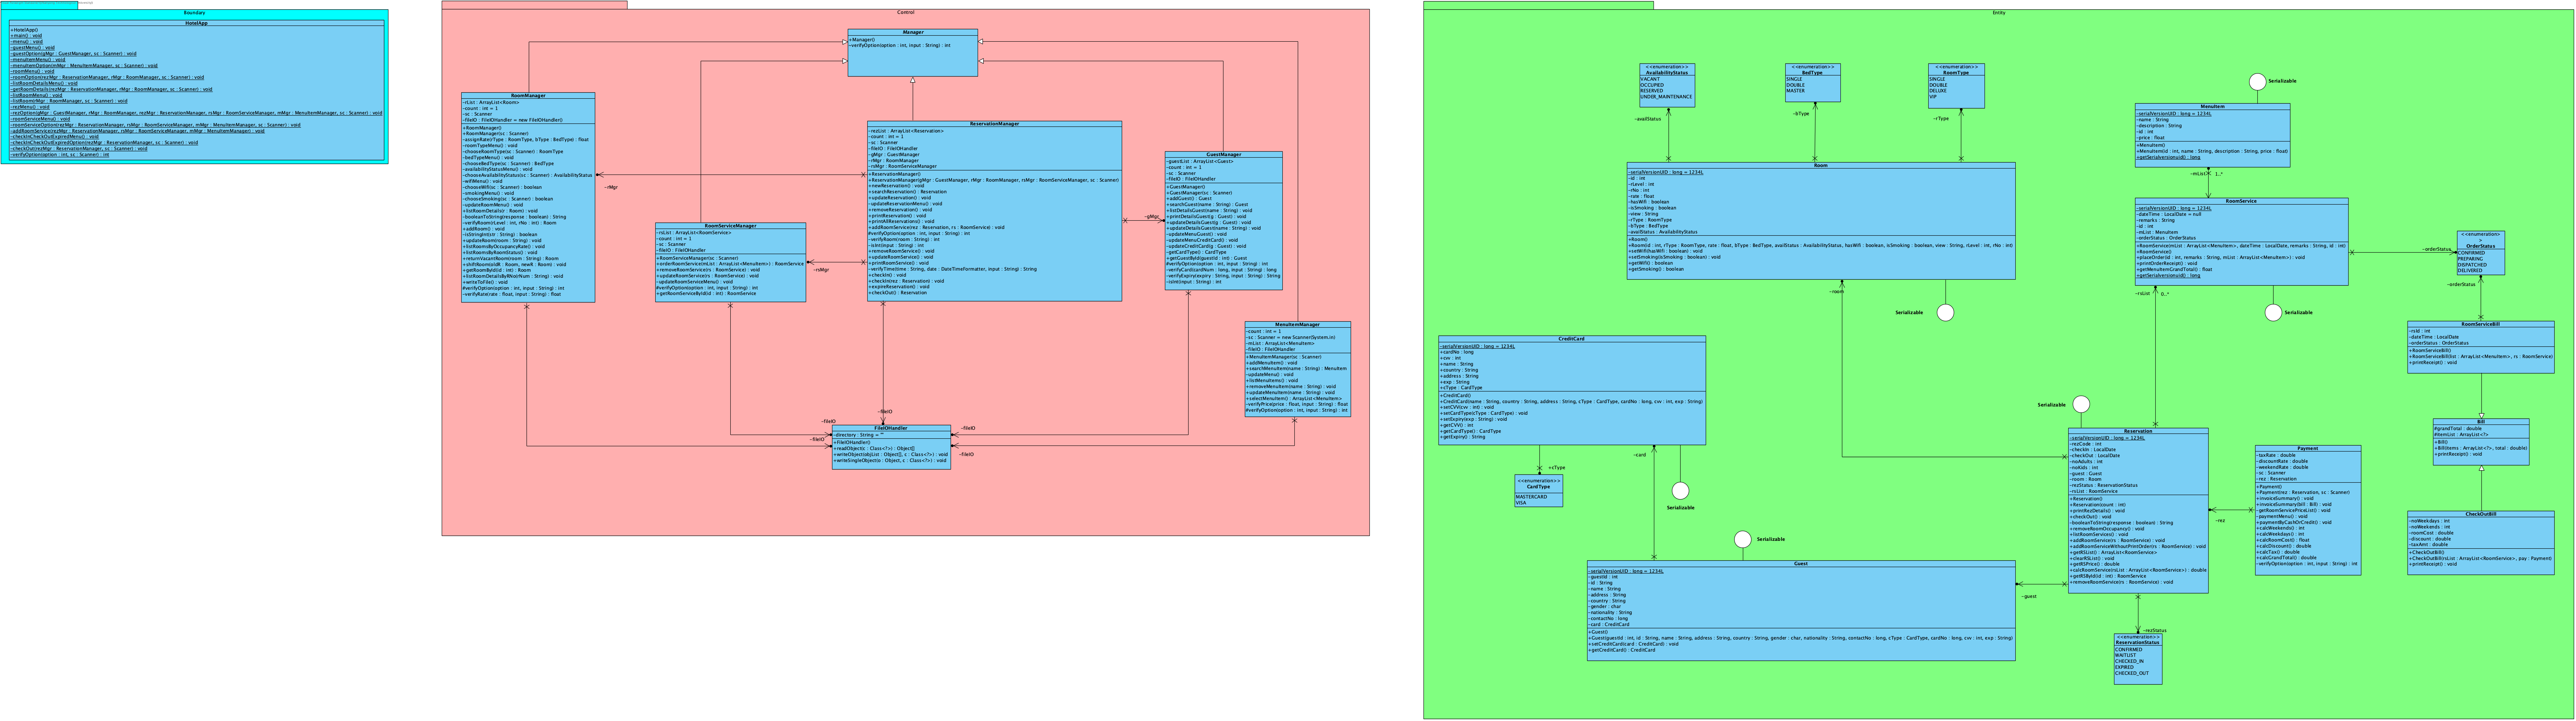 Boundary
HotelApp
+HotelApp()
+main() : void
-menu() : void
-guestMenu() : void
-guestOption(gMgr : GuestManager, sc : Scanner) : void
-menuItemMenu() : void
-menuItemOption(mMgr : MenuItemManager, sc : Scanner) : void
-roomMenu() : void
-roomOption(rezMgr : ReservationManager, rMgr : RoomManager, sc : Scanner) : void
-listRoomDetailsMenu() : void
-getRoomDetails(rezMgr : ReservationManager, rMgr : RoomManager, sc : Scanner) : void
-listRoomMenu() : void
-listRoom(rMgr : RoomManager, sc : Scanner) : void
-rezMenu() : void
-rezOption(gMgr : GuestManager, rMgr : RoomManager, rezMgr : ReservationManager, rsMgr : RoomServiceManager, mMgr : MenuItemManager, sc : Scanner) : void
-roomServiceMenu() : void
-roomServiceOption(rezMgr : ReservationManager, rsMgr : RoomServiceManager, mMgr : MenuItemManager, sc : Scanner) : void
-addRoomService(rezMgr : ReservationManager, rsMgr : RoomServiceManager, mMgr : MenuItemManager) : void
-checkInCheckOutExpiredMenu() : void
-checkInCheckOutExpiredOption(rezMgr : ReservationManager, sc : Scanner) : void
-checkOut(rezMgr : ReservationManager, sc : Scanner) : void
-verifyOption(option : int, sc : Scanner) : int
Control
Manager
+Manager()
~verifyOption(option : int, input : String) : int
RoomManager
-rList : ArrayList<Room>
-count : int = 1
-sc : Scanner
-fileIO : FileIOHandler = new FileIOHandler()
+RoomManager()
+RoomManager(sc : Scanner)
-assignRate(rType : RoomType, bType : BedType) : float
-roomTypeMenu() : void
-chooseRoomType(sc : Scanner) : RoomType
-bedTypeMenu() : void
-chooseBedType(sc : Scanner) : BedType
-availabilityStatusMenu() : void
-chooseAvailabilityStatus(sc : Scanner) : AvailabilityStatus
-wifiMenu() : void
-chooseWifi(sc : Scanner) : boolean
-smokingMenu() : void
-chooseSmoking(sc : Scanner) : boolean
-updateRoomMenu() : void
+listRoomDetails(r : Room) : void
-booleanToString(response : boolean) : String
-verifyRoom(rLevel : int, rNo : int) : Room
+addRoom() : void
-isStringInt(str : String) : boolean
+updateRoom(room : String) : void
+listRoomsByOccupancyRate() : void
+listRoomsByRoomStatus() : void
+returnVacantRoom(room : String) : Room
+shiftRoom(oldR : Room, newR : Room) : void
+getRoomById(id : int) : Room
+listRoomDetailsByRNo(rNum : String) : void
+writeToFile() : void
#verifyOption(option : int, input : String) : int
-verifyRate(rate : float, input : String) : float
ReservationManager
-rezList : ArrayList<Reservation>
-count : int = 1
-sc : Scanner
-fileIO : FileIOHandler
-gMgr : GuestManager
-rMgr : RoomManager
-rsMgr : RoomServiceManager
+ReservationManager()
+ReservationManager(gMgr : GuestManager, rMgr : RoomManager, rsMgr : RoomServiceManager, sc : Scanner)
+newReservation() : void
+searchReservation() : Reservation
+updateReservation() : void
-updateReservationMenu() : void
+removeReservation() : void
+printReservation() : void
+printAllReservations() : void
+addRoomService(rez : Reservation, rs : RoomService) : void
#verifyOption(option : int, input : String) : int
-verifyRoom(room : String) : int
-isInt(input : String) : int
+removeRoomService() : void
+updateRoomService() : void
+printRoomService() : void
-verifyTime(time : String, date : DateTimeFormatter, input : String) : String
+checkIn() : void
+checkIn(rez : Reservation) : void
+expireReservation() : void
+checkOut() : Reservation
GuestManager
-guestList : ArrayList<Guest>
-count : int = 1
-sc : Scanner
-fileIO : FileIOHandler
+GuestManager()
+GuestManager(sc : Scanner)
+addGuest() : Guest
+searchGuest(name : String) : Guest
+listDetailsGuest(name : String) : void
+printDetailsGuest(g : Guest) : void
+updateDetailsGuest(g : Guest) : void
+updateDetailsGuest(name : String) : void
-updateMenuGuest() : void
-updateMenuCreditCard() : void
-updateCreditCard(g : Guest) : void
-getCardType() : CardType
+getGuestById(guestId : int) : Guest
#verifyOption(option : int, input : String) : int
-verifyCard(cardNum : long, input : String) : long
-verifyExpiry(expiry : String, input : String) : String
-isInt(input : String) : int
RoomServiceManager
-rsList : ArrayList<RoomService>
-count : int = 1
-sc : Scanner
-fileIO : FileIOHandler
+RoomServiceManager(sc : Scanner)
+orderRoomService(mList : ArrayList<MenuItem>) : RoomService
+removeRoomService(rs : RoomService) : void
+updateRoomService(rs : RoomService) : void
-updateRoomServiceMenu() : void
#verifyOption(option : int, input : String) : int
+getRoomServiceById(id : int) : RoomService
MenuItemManager
-count : int = 1
-sc : Scanner = new Scanner(System.in)
-mList : ArrayList<MenuItem>
-fileIO : FileIOHandler
+MenuItemManager(sc : Scanner)
+addMenuItem() : void
+searchMenuItem(name : String) : MenuItem
-updateMenu() : void
+listMenuItems() : void
+removeMenuItem(name : String) : void
+updateMenuItem(name : String) : void
+selectMenuItem() : ArrayList<MenuItem>
-verifyPrice(price : float, input : String) : float
#verifyOption(option : int, input : String) : int
-rMgr
-gMgr
-rsMgr
-fileIO
-fileIO
-fileIO
-fileIO
-fileIO
FileIOHandler
-directory : String = ""
+FileIOHandler()
+readObject(c : Class<?>) : Object[]
+writeObject(objList : Object[], c : Class<?>) : void
+writeSingleObject(o : Object, c : Class<?>) : void
Entity
<<enumeration>>
AvailabilityStatus
VACANT
OCCUPIED
RESERVED
UNDER_MAINTENANCE
<<enumeration>>
BedType
SINGLE
DOUBLE
MASTER
<<enumeration>>
RoomType
SINGLE
DOUBLE
DELUXE
VIP
-availStatus
-bType
-rType
Room
-serialVersionUID : long = 1234L
-id : int
-rLevel : int
-rNo : int
-rate : float
-hasWifi : boolean
-isSmoking : boolean
-view : String
-rType : RoomType
-bType : BedType
-availStatus : AvailabilityStatus
+Room()
+Room(id : int, rType : RoomType, rate : float, bType : BedType, availStatus : AvailabilityStatus, hasWifi : boolean, isSmoking : boolean, view : String, rLevel : int, rNo : int)
+setWifi(hasWifi : boolean) : void
+setSmoking(isSmoking : boolean) : void
+getWifi() : boolean
+getSmoking() : boolean
Serializable
MenuItem
-serialVersionUID : long = 1234L
-name : String
-description : String
-id : int
-price : float
+MenuItem()
+MenuItem(id : int, name : String, description : String, price : float)
+getSerialversionuid() : long
-mList
1..*
RoomService
-serialVersionUID : long = 1234L
-dateTime : LocalDate = null
-remarks : String
-id : int
-mList : MenuItem
-orderStatus : OrderStatus
+RoomService(mList : ArrayList<MenuItem>, dateTime : LocalDate, remarks : String, id : int)
+RoomService()
+placeOrder(id : int, remarks : String, mList : ArrayList<MenuItem>) : void
-printOrderReceipt() : void
+getMenuItemGrandTotal() : float
+getSerialversionuid() : long
-orderStatus
<<enumeration>
>
OrderStatus
CONFIRMED
PREPARING
DISPATCHED
DELIVERED
-orderStatus
-room
Serializable
-rsList
0..*
Serializable
RoomServiceBill
-rsId : int
-dateTime : LocalDate
-orderStatus : OrderStatus
+RoomServiceBill()
+RoomServiceBill(list : ArrayList<MenuItem>, rs : RoomService)
+printReceipt() : void
CreditCard
-serialVersionUID : long = 1234L
+cardNo : long
+cvv : int
+name : String
+country : String
+address : String
+exp : String
+cType : CardType
+CreditCard()
+CreditCard(name : String, country : String, address : String, cType : CardType, cardNo : long, cvv : int, exp : String)
+setCVV(cvv : int) : void
+setCardType(cType : CardType) : void
+setExpiry(exp : String) : void
+getCVV() : int
+getCardType() : CardType
+getExpiry() : String
-card
+cType
<<enumeration>>
CardType
MASTERCARD
VISA
Serializable
Serializable
Reservation
-serialVersionUID : long = 1234L
-rezCode : int
-checkIn : LocalDate
-checkOut : LocalDate
-noAdults : int
-noKids : int
-guest : Guest
-room : Room
-rezStatus : ReservationStatus
-rsList : RoomService
+Reservation()
+Reservation(count : int)
+printRezDetails() : void
+checkOut() : void
-booleanToString(response : boolean) : String
+removeRoomOccupancy() : void
+listRoomServices() : void
+addRoomService(rs : RoomService) : void
+addRoomServiceWithoutPrintOrder(rs : RoomService) : void
+getRSList() : ArrayList<RoomService>
+clearRSList() : void
+getRSPrice() : double
+calcRoomService(rsList : ArrayList<RoomService>) : double
+getRSById(id : int) : RoomService
+removeRoomService(rs : RoomService) : void
Payment
-taxRate : double
-discountRate : double
-weekendRate : double
-sc : Scanner
-rez : Reservation
+Payment()
+Payment(rez : Reservation, sc : Scanner)
+invoiceSummary() : void
+invoiceSummary(bill : Bill) : void
-getRoomServicePriceList() : void
-paymentMenu() : void
+paymentByCashOrCredit() : void
+calcWeekends() : int
+calcWeekdays() : int
+calcRoomCost() : float
+calcDiscount() : double
+calcTax() : double
+calcGrandTotal() : double
-verifyOption(option : int, input : String) : int
-rez
Bill
#grandTotal : double
#itemList : ArrayList<?>
+Bill()
+Bill(items : ArrayList<?>, total : double)
+printReceipt() : void
CheckOutBill
-noWeekdays : int
-noWeekends : int
-roomCost : double
-discount : double
-taxAmt : double
+CheckOutBill()
+CheckOutBill(rsList : ArrayList<RoomService>, pay : Payment)
+printReceipt() : void
Serializable
Guest
-serialVersionUID : long = 1234L
-guestId : int
-id : String
-name : String
-address : String
-country : String
-gender : char
-nationality : String
-contactNo : long
-card : CreditCard
+Guest()
+Guest(guestId : int, id : String, name : String, address : String, country : String, gender : char, nationality : String, contactNo : long, cType : CardType, cardNo : long, cvv : int, exp : String)
+setCreditCard(card : CreditCard) : void
+getCreditCard() : CreditCard
-guest
-rezStatus
<<enumeration>>
ReservationStatus
CONFIRMED
WAITLIST
CHECKED_IN
EXPIRED
CHECKED_OUT
Serializable